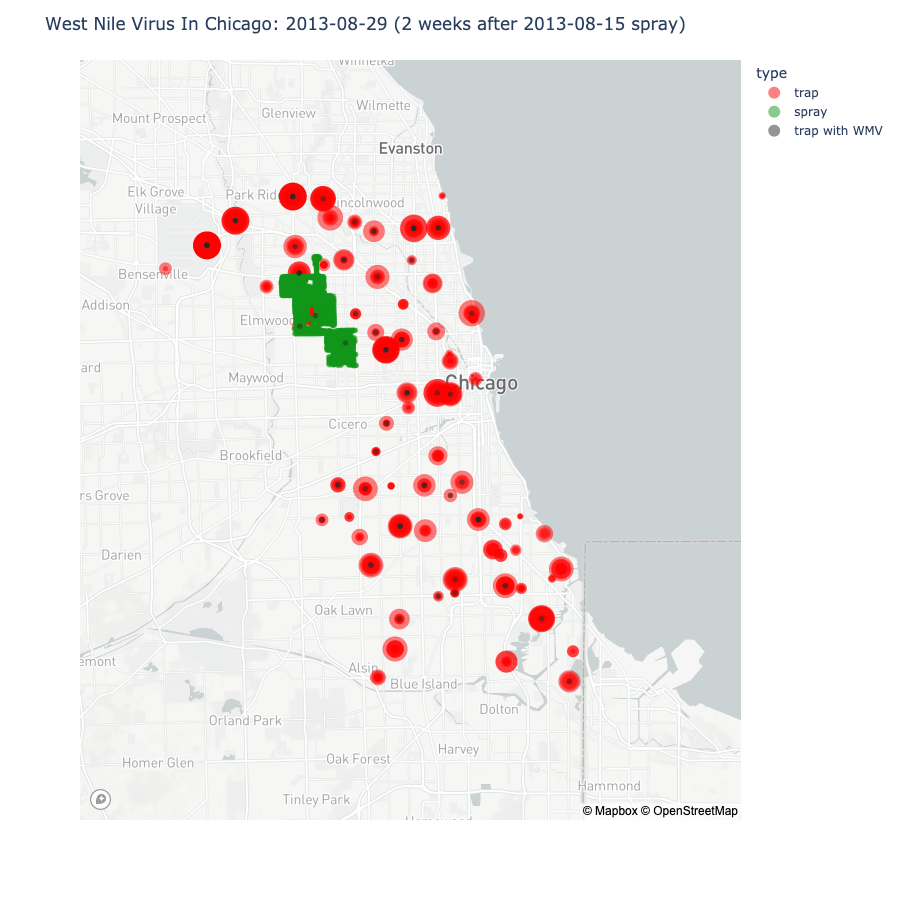 West Nile Virus In Chicago: 2013-08-29 (2 weeks after 2013-08-15 spray)
type
trap
spray
trap with WMV
Winnetka
Wilmette
Glenview
Mount Prospect
Evanston
Elk Grove
Village
Park Rid
incolnwood
Bensenville
Addison
Elmwoo
ard
Maywood
Chicago
Cicero
Brookfield
rs Grove
Darien
Oak Lawn
emont
Alsip
Blue Island
Dolton
Orland Park
Harvey
Oak Forest
Homer Glen
Hammond
Tinley Park
© Mapbox © OpenStreetMap